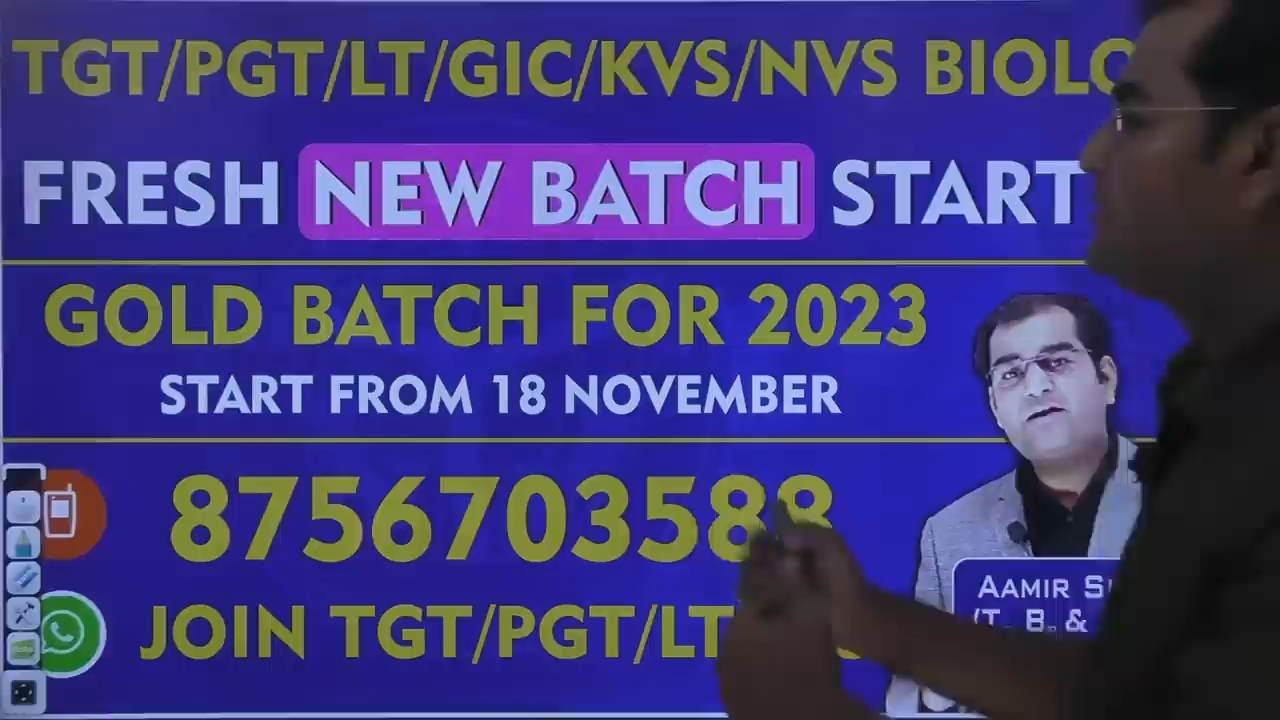 TGT/PGT/LT/GIC/KVS/NVS BIOLO
FRESH NEW BATCH START
GOLD BATCH FOR 2023
START FROM 18 NOVEMBER
8756703588
JOIN TGT/PGT/LT
AAMIR
(T. B. &